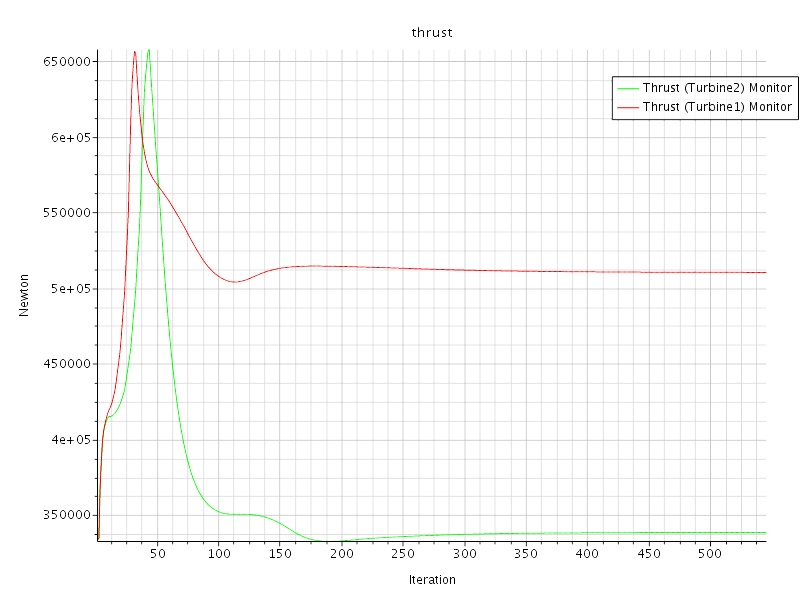 thrust
650000
6e+05
550000
5e+05
450000
4e+05
350000
Newton
Thrust (Turbine2) Monitor
Thrust (Turbine1) Monitor
50 100 150 200 250 300 350 400 450 500
Iteration